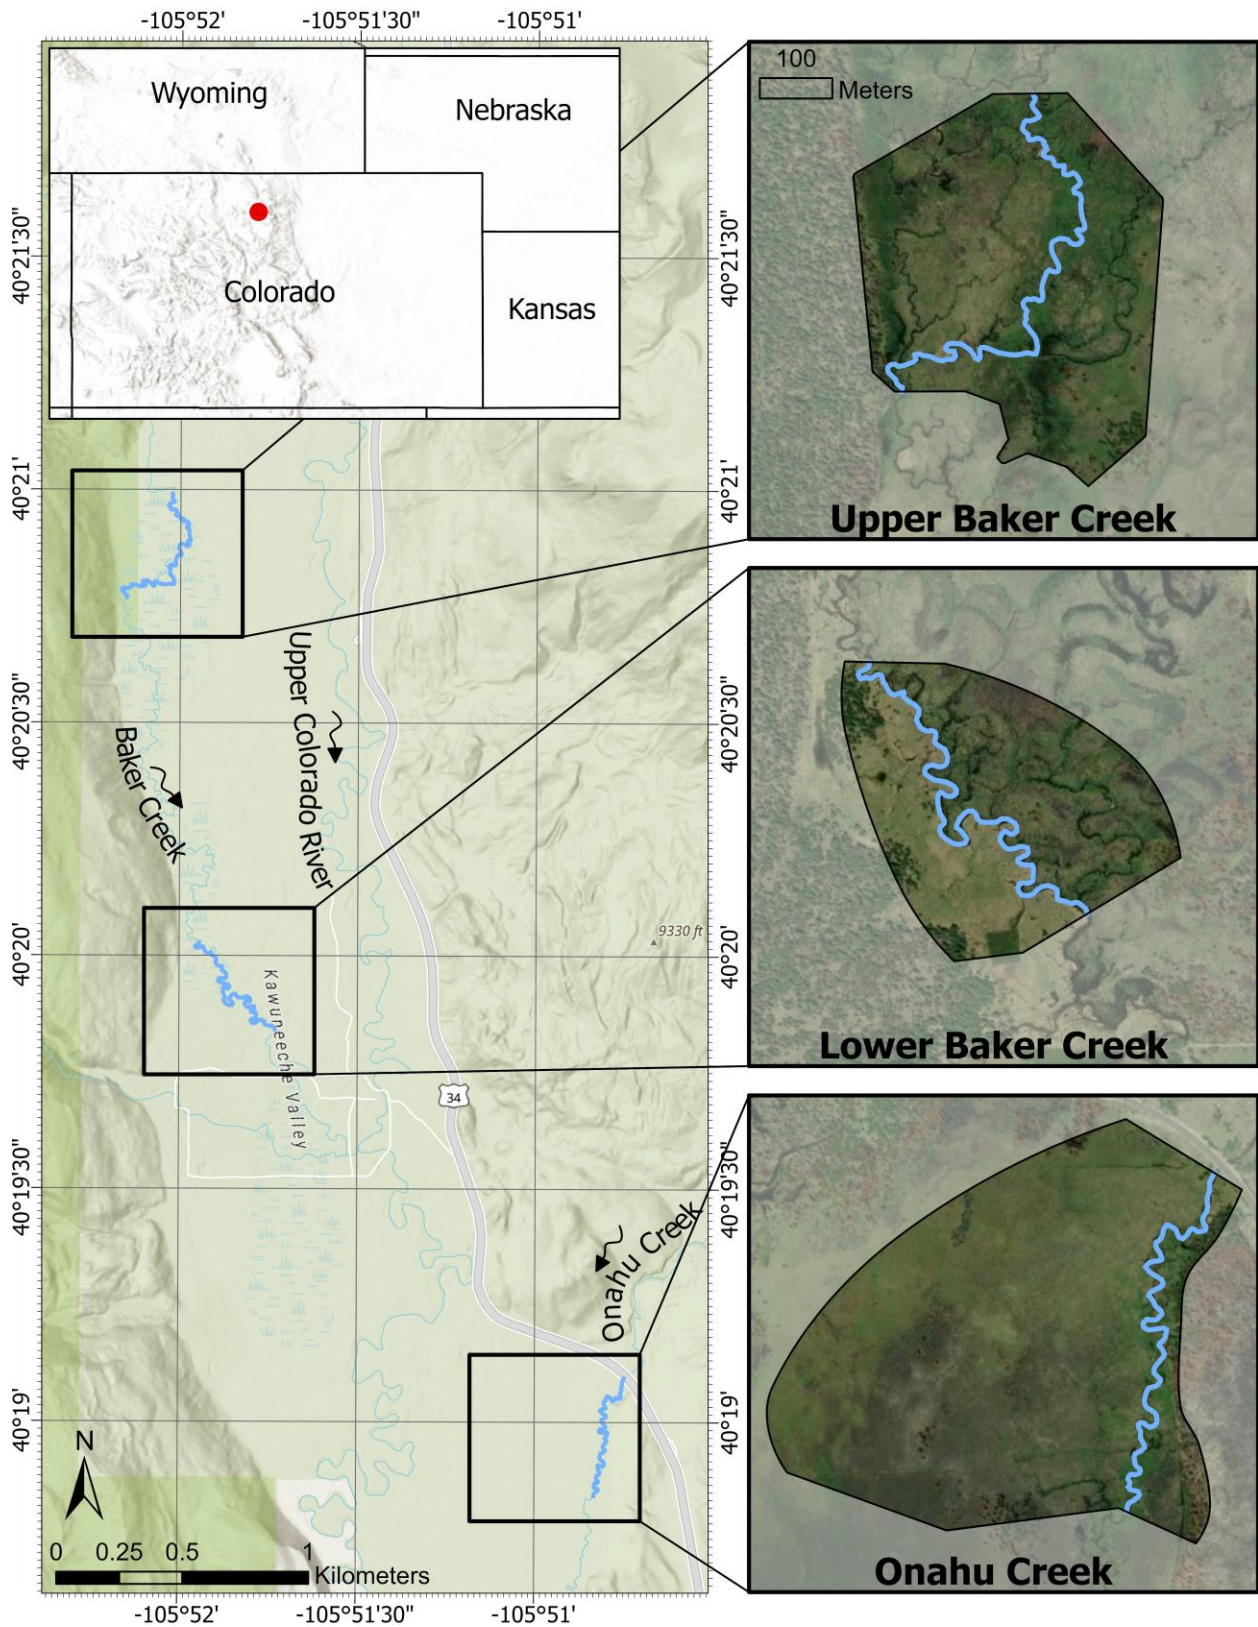 -105°52'
-105°51'30"
-105°51'
Wyoming
Nebraska
Colorado
Kansas
40°21'30"
40°21'30"
40°21'
40°21'
40°20'30"
40°20'30"
40°20'
40°20'
40°19'30"
40°19'30"
40°19'
40°19'
Upper Colorado River
Baker Creek
9330 ft
Kawuneeche Valley
34
Onahu Creek
N
0 0.25 0.5 1
Kilometers
-105°52'
-105°51'30"
-105°51'
100
Meters
Upper Baker Creek
Lower Baker Creek
Onahu Creek